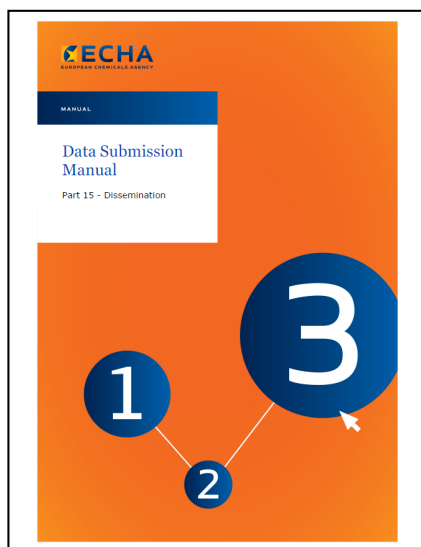 ECHA
EUROPEAN CHEMICALS AGENCY
MANUAL
Data Submission
Manual
Part 15 - Dissemination
3
1
2